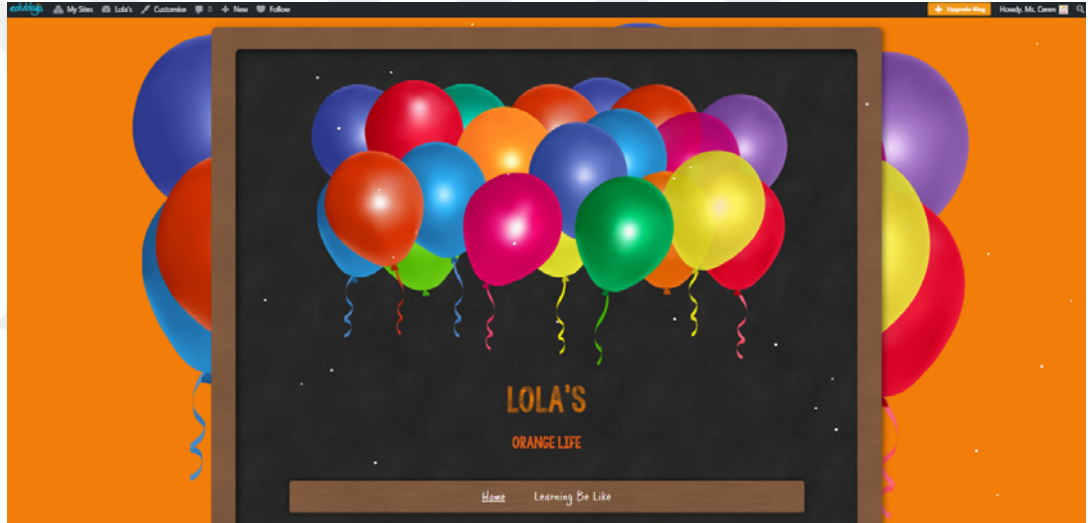 edublogs My Sites Lola's Customise 0 New Follow Upgrade Blog Howdy, Ms. Ceren
LOLA'S
ORANGE LIFE
Home Learning Be Like